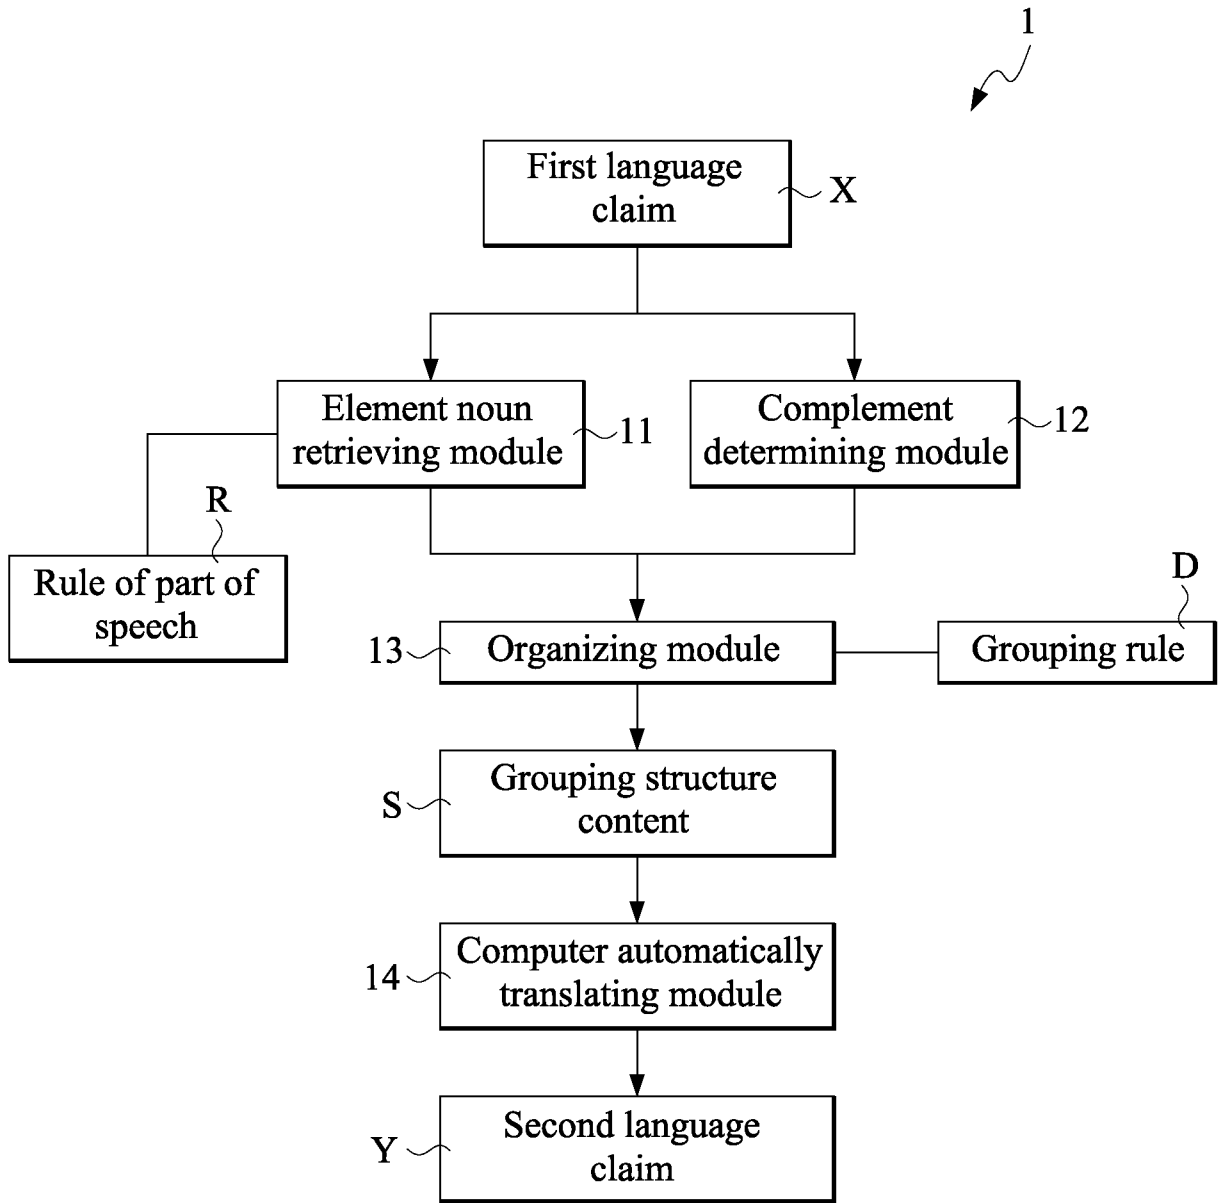 1
First language
claim
X
Element noun
retrieving module
11
Complement
determining module
12
R
Rule of part of
speech
D
13
Organizing module
Grouping rule
S
Grouping structure
content
14
Computer automatically
translating module
Y
Second language
claim